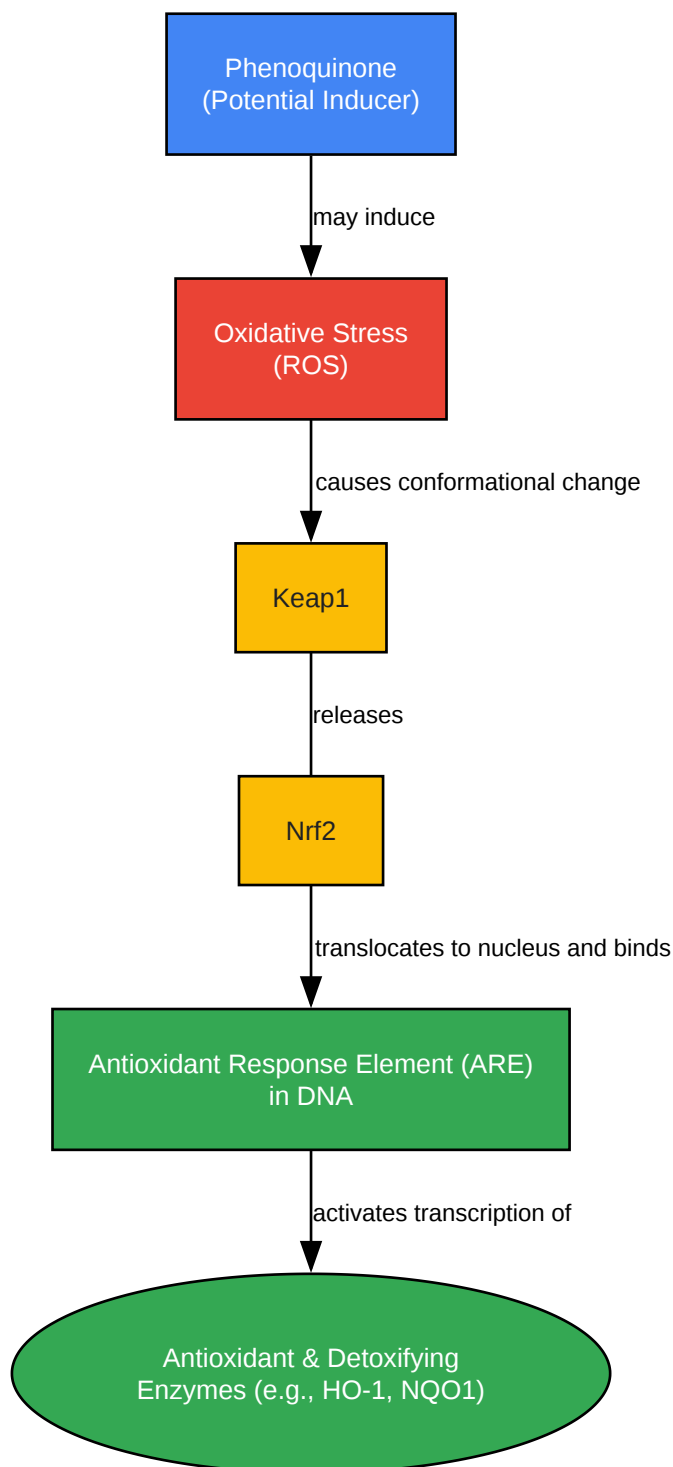 Phenoquinone
(Potential Inducer)
may induce
Oxidative Stress
(ROS)
causes conformational change
Keap1
releases
Nrf2
translocates to nucleus and binds
Antioxidant Response Element (ARE)
in DNA
activates transcription of
Antioxidant & Detoxifying
Enzymes (e.g., HO-1, NQO1)